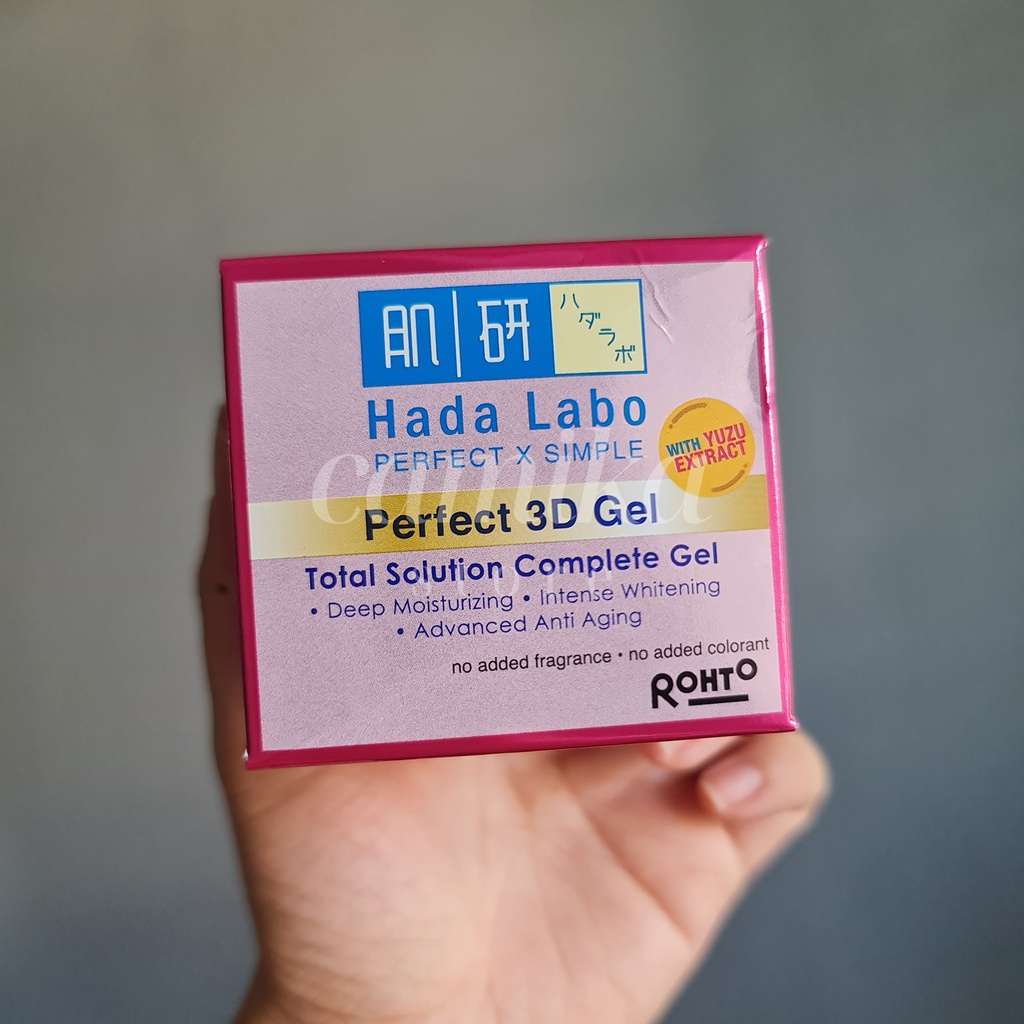 肌研 ハダラボ
Hada Labo
PERFECT X SIMPLE
WITH YUZU
EXTRACT
camika
Perfect 3D Gel
Total Solution Complete Gel
• Deep Moisturizing • Intense Whitening
• Advanced Anti Aging
no added fragrance • no added colorant
ROHTO